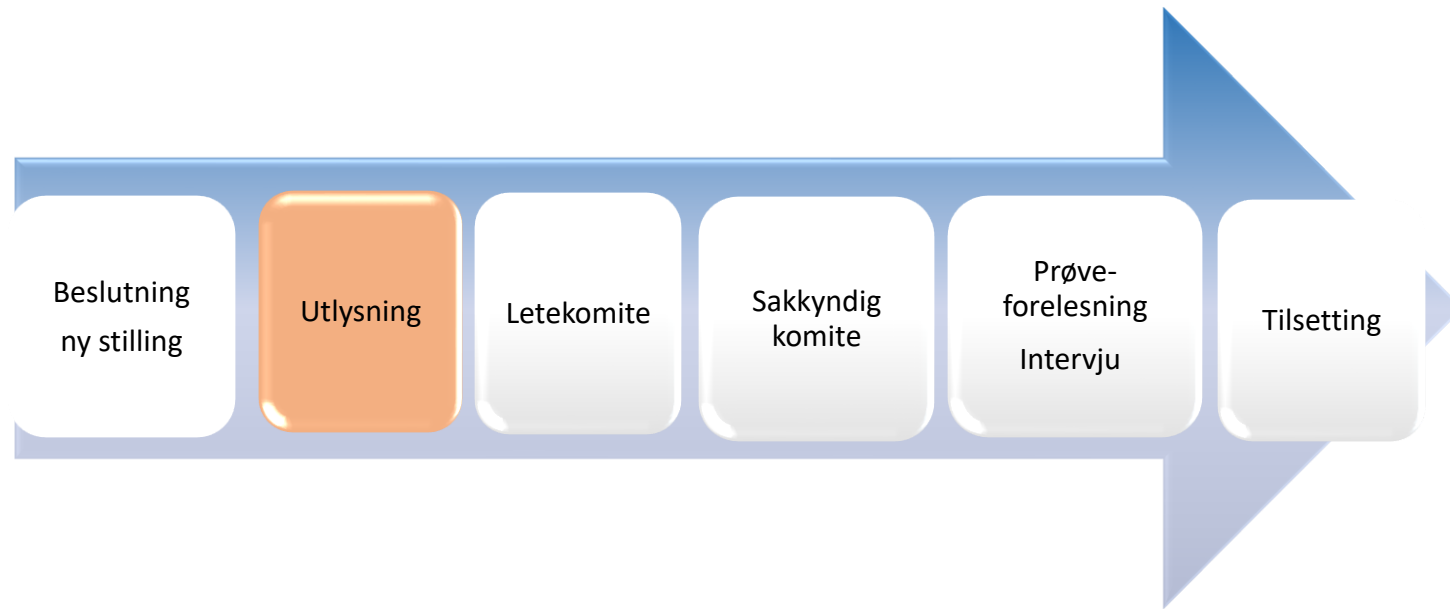 Beslutning
ny stilling
Utlysning
Letekomite
Sakkyndig
komite
Prøve-
forelesning
Intervju
Tilsetting